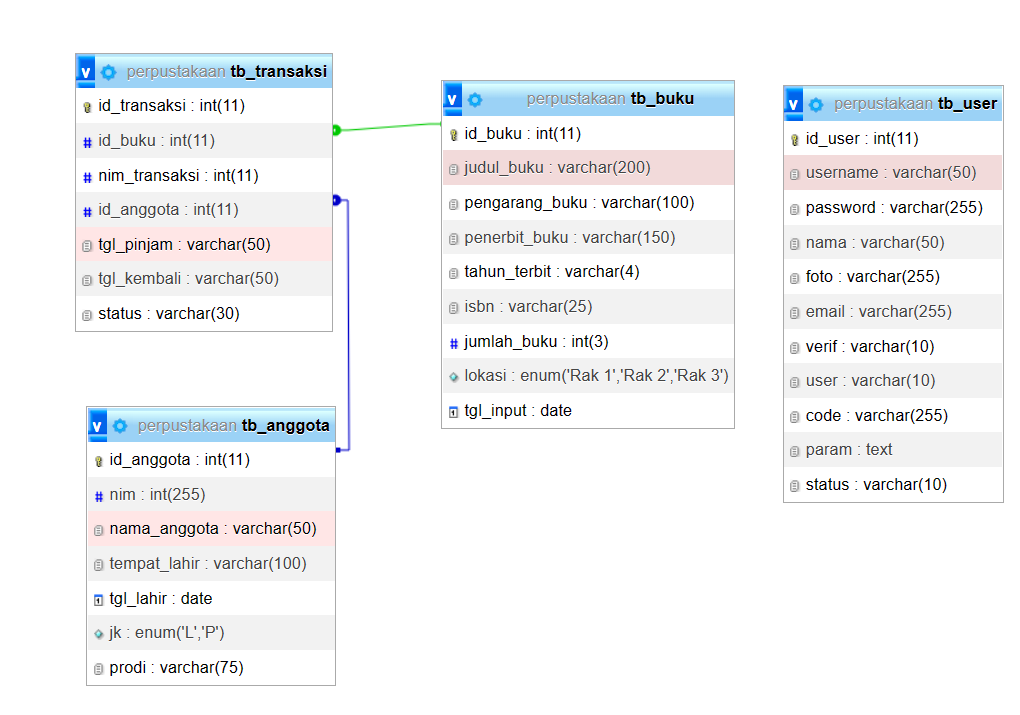 v perpustakaan tb_transaksi
id_transaksi : int(11)
# id_buku : int(11)
# nim_transaksi : int(11)
# id_anggota : int(11)
tgl_pinjam : varchar(50)
tgl_kembali : varchar(50)
status : varchar(30)
v perpustakaan tb_buku
id_buku : int(11)
judul_buku : varchar(200)
pengarang_buku : varchar(100)
penerbit_buku : varchar(150)
tahun_terbit : varchar(4)
isbn : varchar(25)
# jumlah_buku : int(3)
lokasi : enum('Rak 1','Rak 2','Rak 3')
tgl_input : date
v perpustakaan tb_user
id_user : int(11)
username : varchar(50)
password : varchar(255)
nama : varchar(50)
foto : varchar(255)
email : varchar(255)
verif : varchar(10)
user : varchar(10)
code : varchar(255)
param : text
status : varchar(10)
v perpustakaan tb_anggota
id_anggota : int(11)
# nim : int(255)
nama_anggota : varchar(50)
tempat_lahir : varchar(100)
tgl_lahir : date
jk : enum('L','P')
prodi : varchar(75)